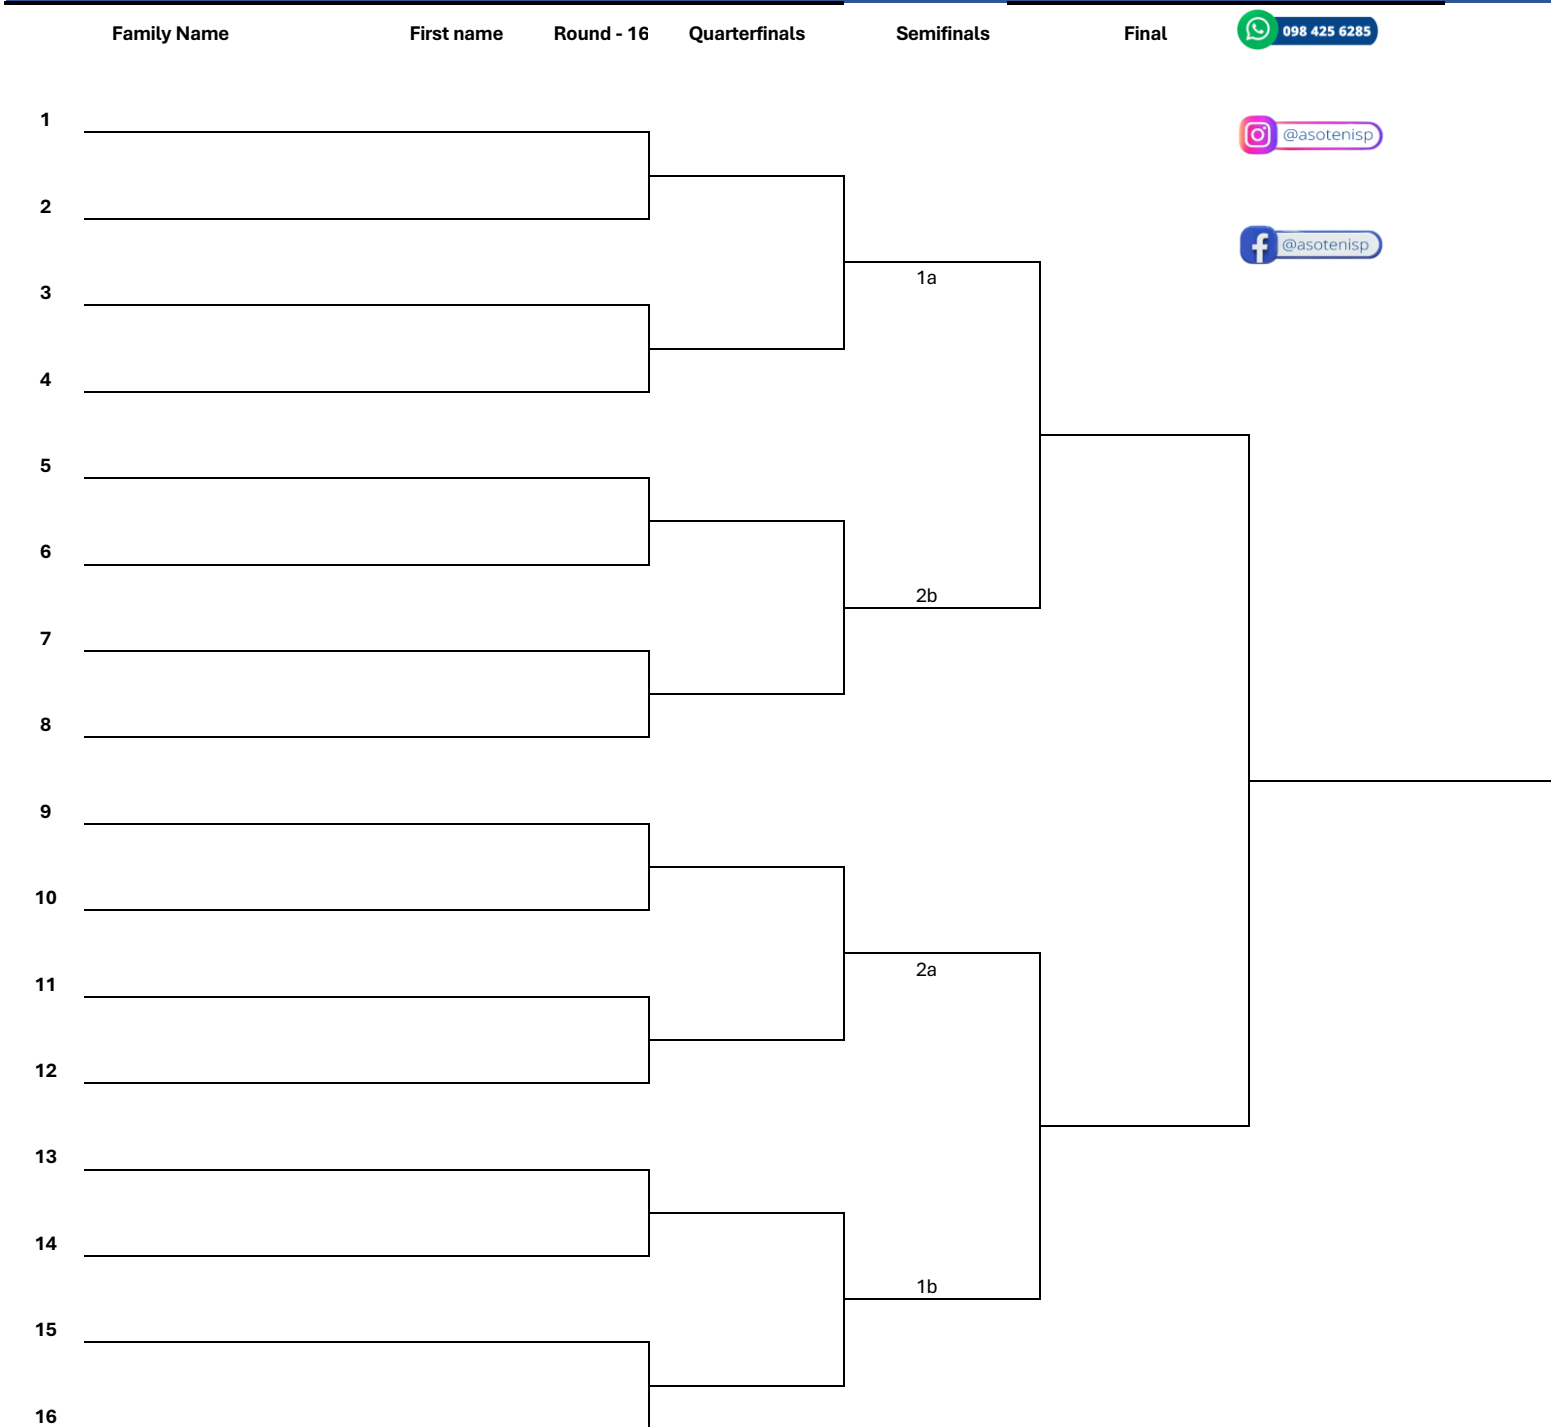 Family Name First name Round - 16 Quarterfinals Semifinals Final 098 425 6285
1
@asotenisp
2
@asotenisp
1a
3
4
5
6
2b
7
8
9
10
2a
11
12
13
14
1b
15
16